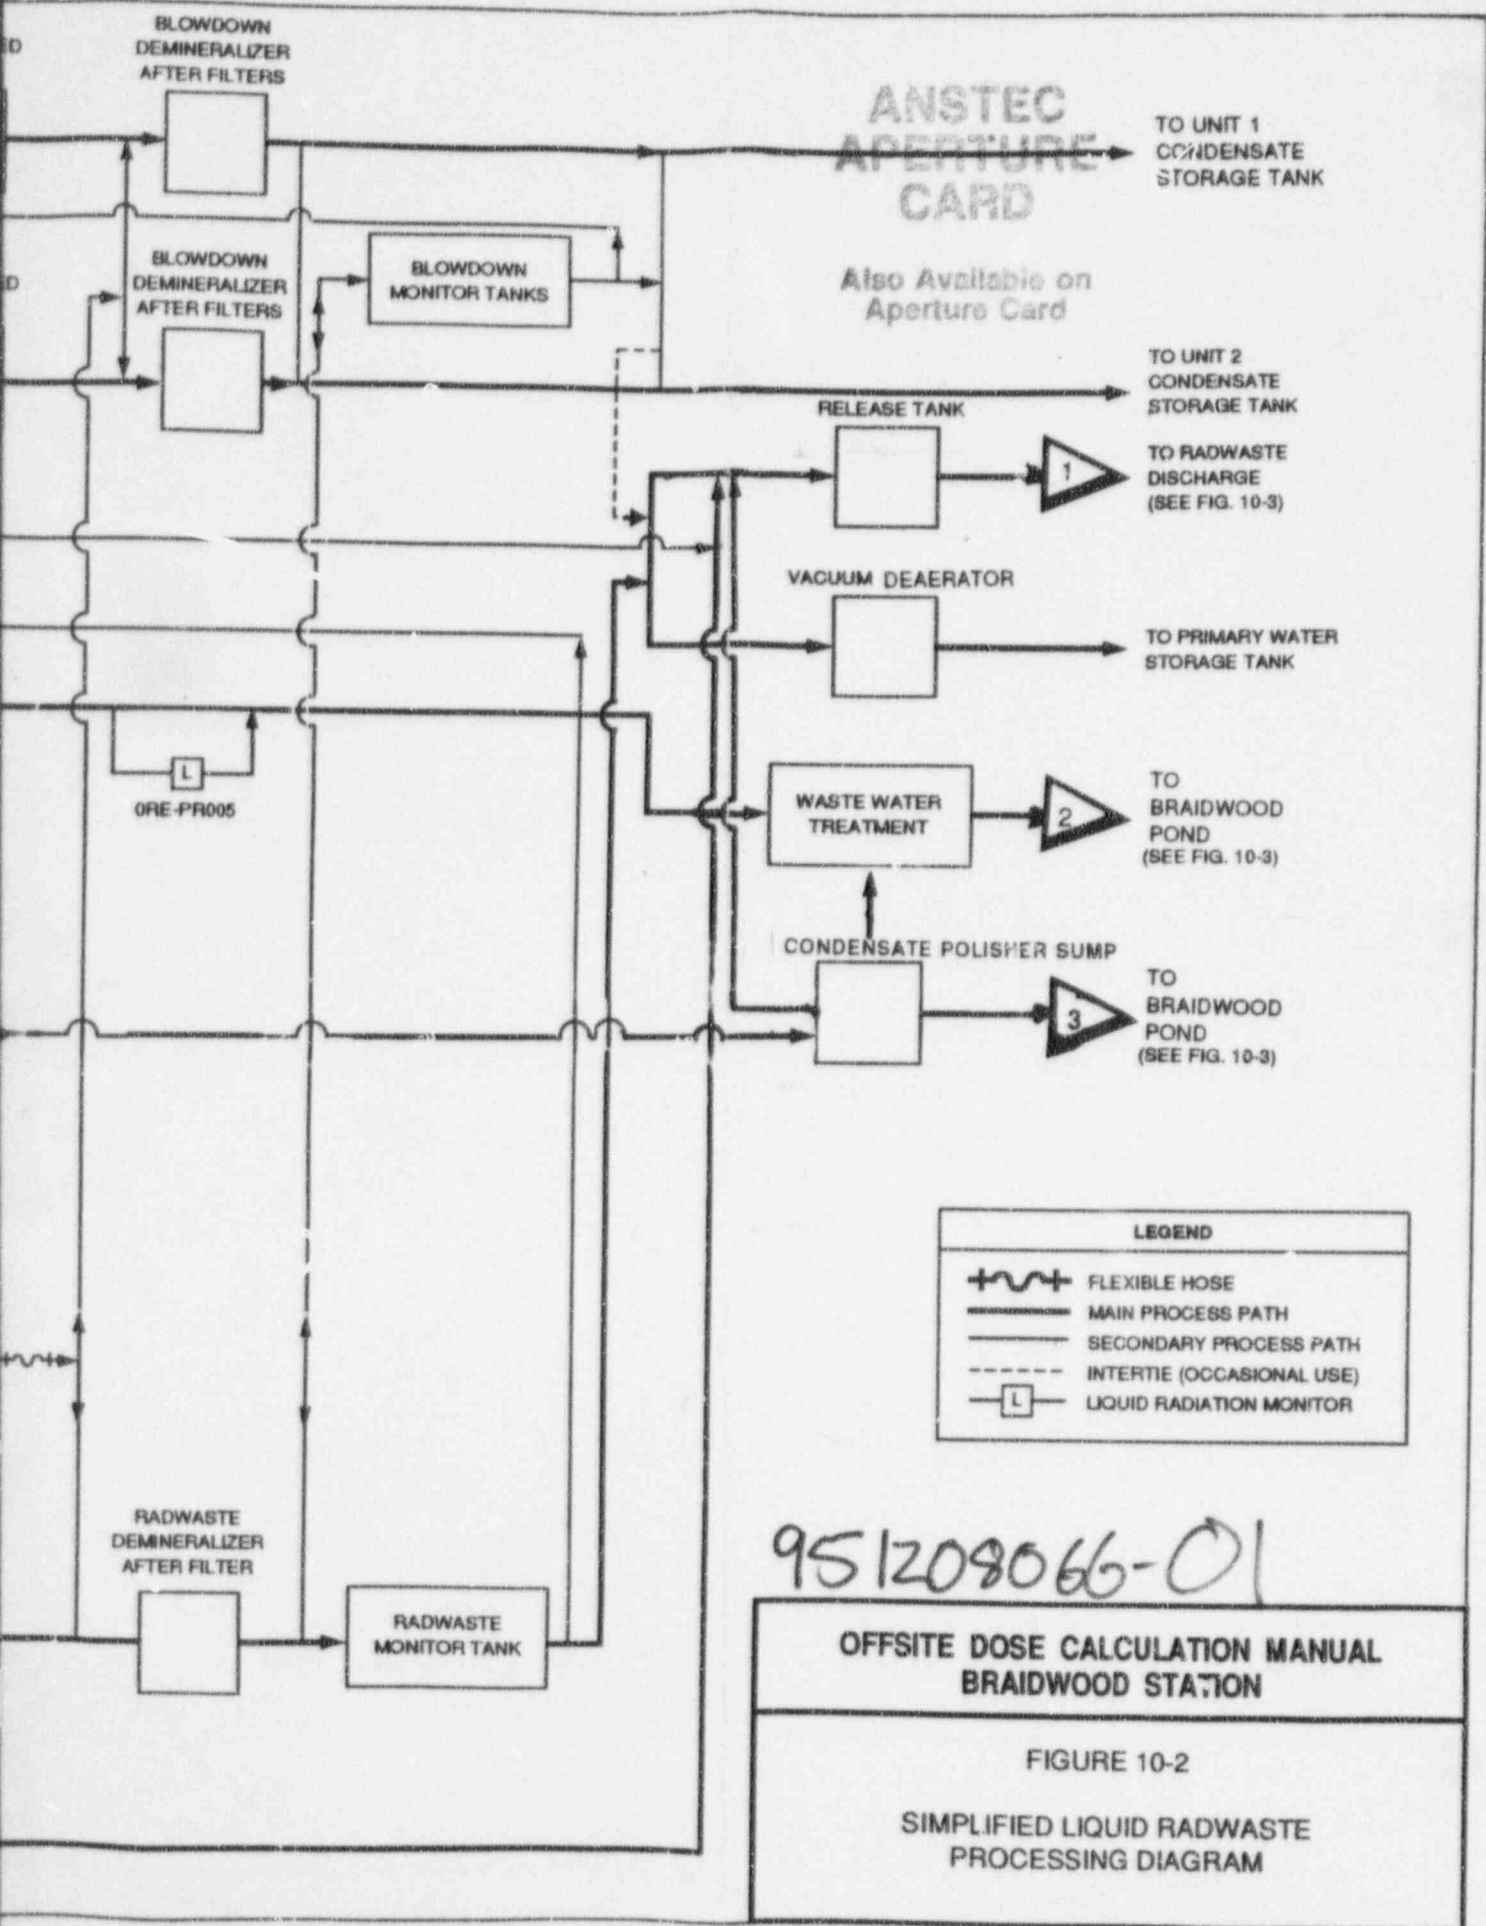 BLOWDOWN
DEMINERALIZER
AFTER FILTERS
ED
ANSTEC
APERTURE
CARD
TO UNIT 1
CONDENSATE
STORAGE TANK
BLOWDOWN
DEMINERALIZER
AFTER FILTERS
ED
BLOWDOWN
MONITOR TANKS
Also Available on
Aperture Card
TO UNIT 2
CONDENSATE
STORAGE TANK
RELEASE TANK
1
TO RADWASTE
DISCHARGE
(SEE FIG. 10-3)
VACUUM DEAERATOR
TO PRIMARY WATER
STORAGE TANK
L
0RE-PR005
WASTE WATER
TREATMENT
2
TO
BRAIDWOOD
POND
(SEE FIG. 10-3)
CONDENSATE POLISHER SUMP
3
TO
BRAIDWOOD
POND
(SEE FIG. 10-3)
LEGEND
FLEXIBLE HOSE
MAIN PROCESS PATH
SECONDARY PROCESS PATH
INTERTIE (OCCASIONAL USE)
L LIQUID RADIATION MONITOR
RADWASTE
DEMINERALIZER
AFTER FILTER
RADWASTE
MONITOR TANK
951208066-01
OFFSITE DOSE CALCULATION MANUAL
BRAIDWOOD STATION
FIGURE 10-2
SIMPLIFIED LIQUID RADWASTE
PROCESSING DIAGRAM